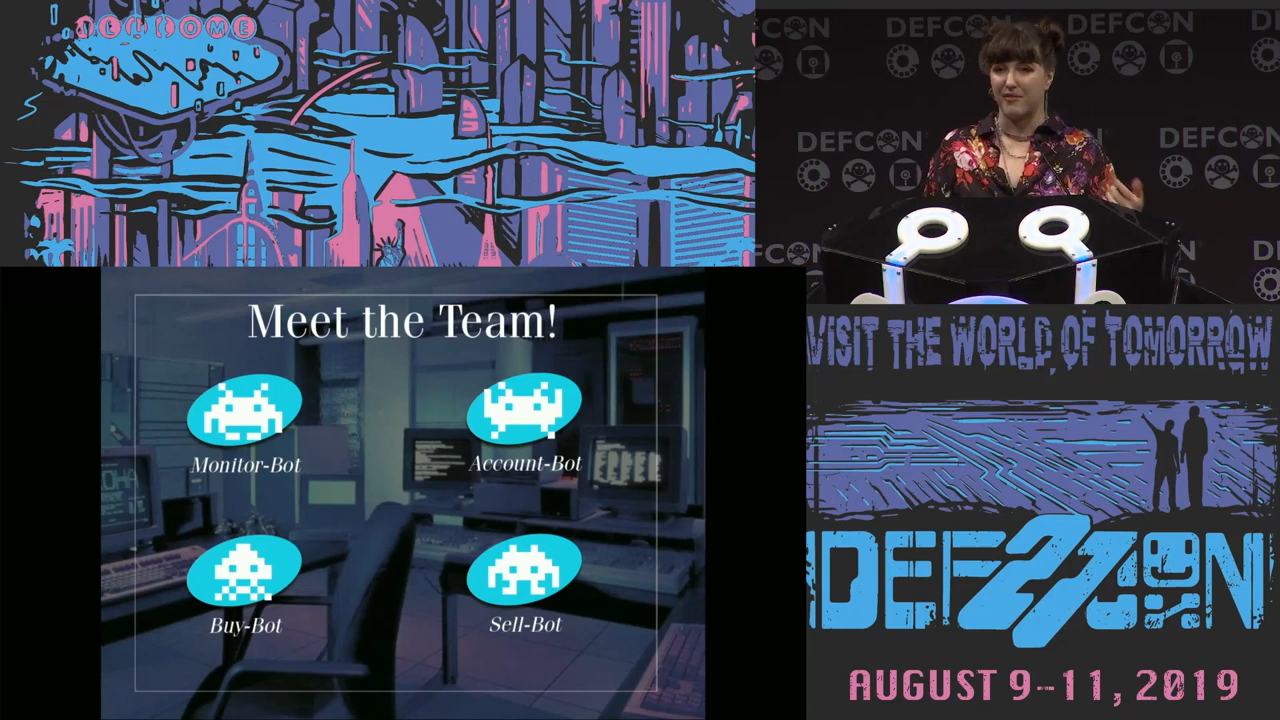 WELCOME
DEFCON
DEFCON
DEFCON
DEFCON
Meet the Team!
Monitor-Bot
Account-Bot
Buy-Bot
Sell-Bot
VISIT THE WORLD OF TOMORROW
DEF 27 CON
AUGUST 9-11, 2019